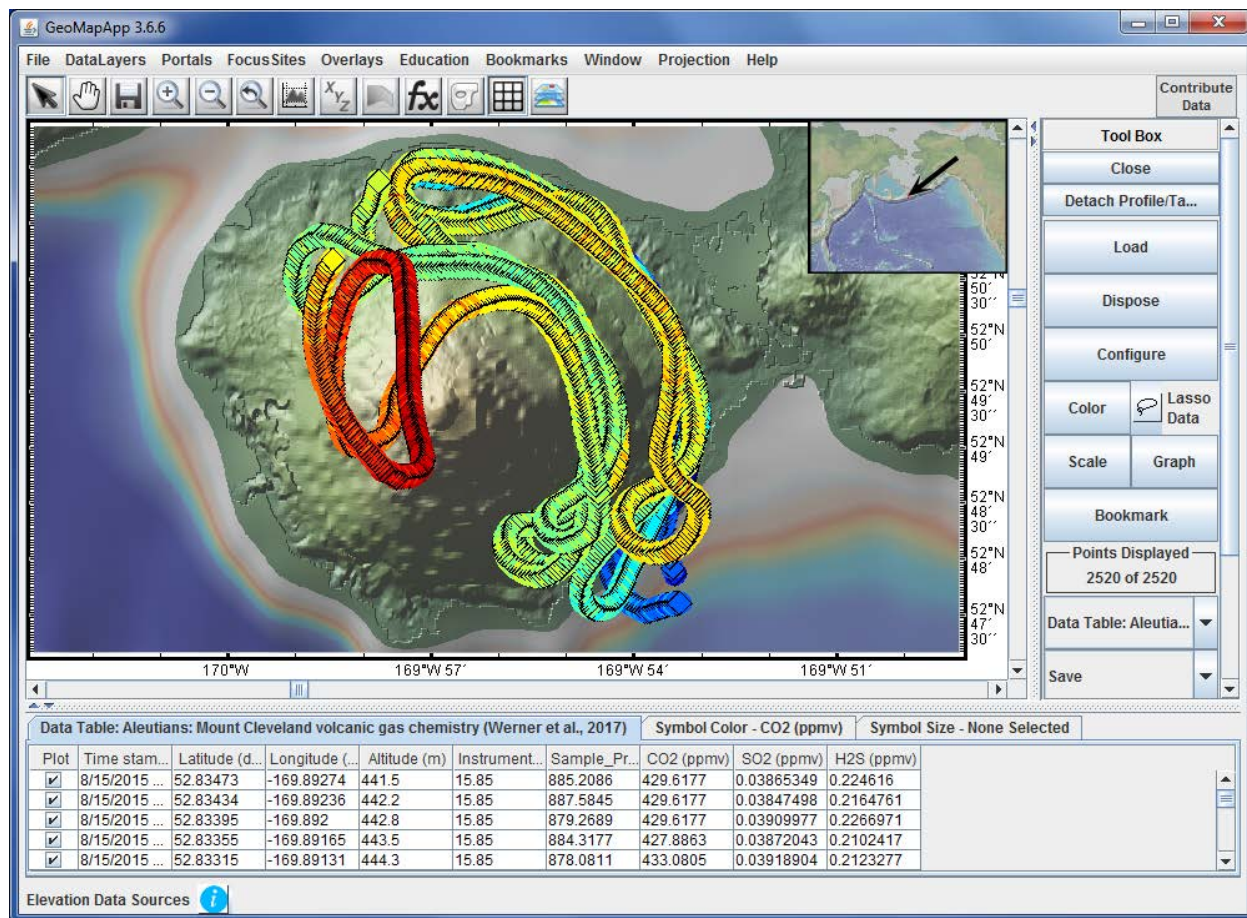 GeoMapApp 3.6.6
File DataLayers Portals FocusSites Overlays Education Bookmarks Window Projection Help
X Y Z
fx
Contribute
Data
Tool Box
Close
Detach Profile/Ta...
Load
Dispose
Configure
Color
Lasso
Data
Scale
Graph
Bookmark
Points Displayed
2520 of 2520
Data Table: Aleutia...
Save
52°N
50´
30´´
52°N
50´
52°N
49´
30´´
52°N
49´
52°N
48´
30´´
52°N
48´
52°N
47´
30´´
170°W 169°W 57´ 169°W 54´ 169°W 51´
Data Table: Aleutians: Mount Cleveland volcanic gas chemistry (Werner et al., 2017) Symbol Color - CO2 (ppmv) Symbol Size - None Selected
Plot Time stam... Latitude (d... Longitude (... Altitude (m) Instrument... Sample_Pr... CO2 (ppmv) SO2 (ppmv) H2S (ppmv)
8/15/2015 ... 52.83473 -169.89274 441.5 15.85 885.2086 429.6177 0.03865349 0.224616
8/15/2015 ... 52.83434 -169.89236 442.2 15.85 887.5845 429.6177 0.03847498 0.2164761
8/15/2015 ... 52.83395 -169.892 442.8 15.85 879.2689 429.6177 0.03909977 0.2266971
8/15/2015 ... 52.83355 -169.89165 443.5 15.85 884.3177 427.8863 0.03872043 0.2102417
8/15/2015 ... 52.83315 -169.89131 444.3 15.85 878.0811 433.0805 0.03918904 0.2123277
Elevation Data Sources i